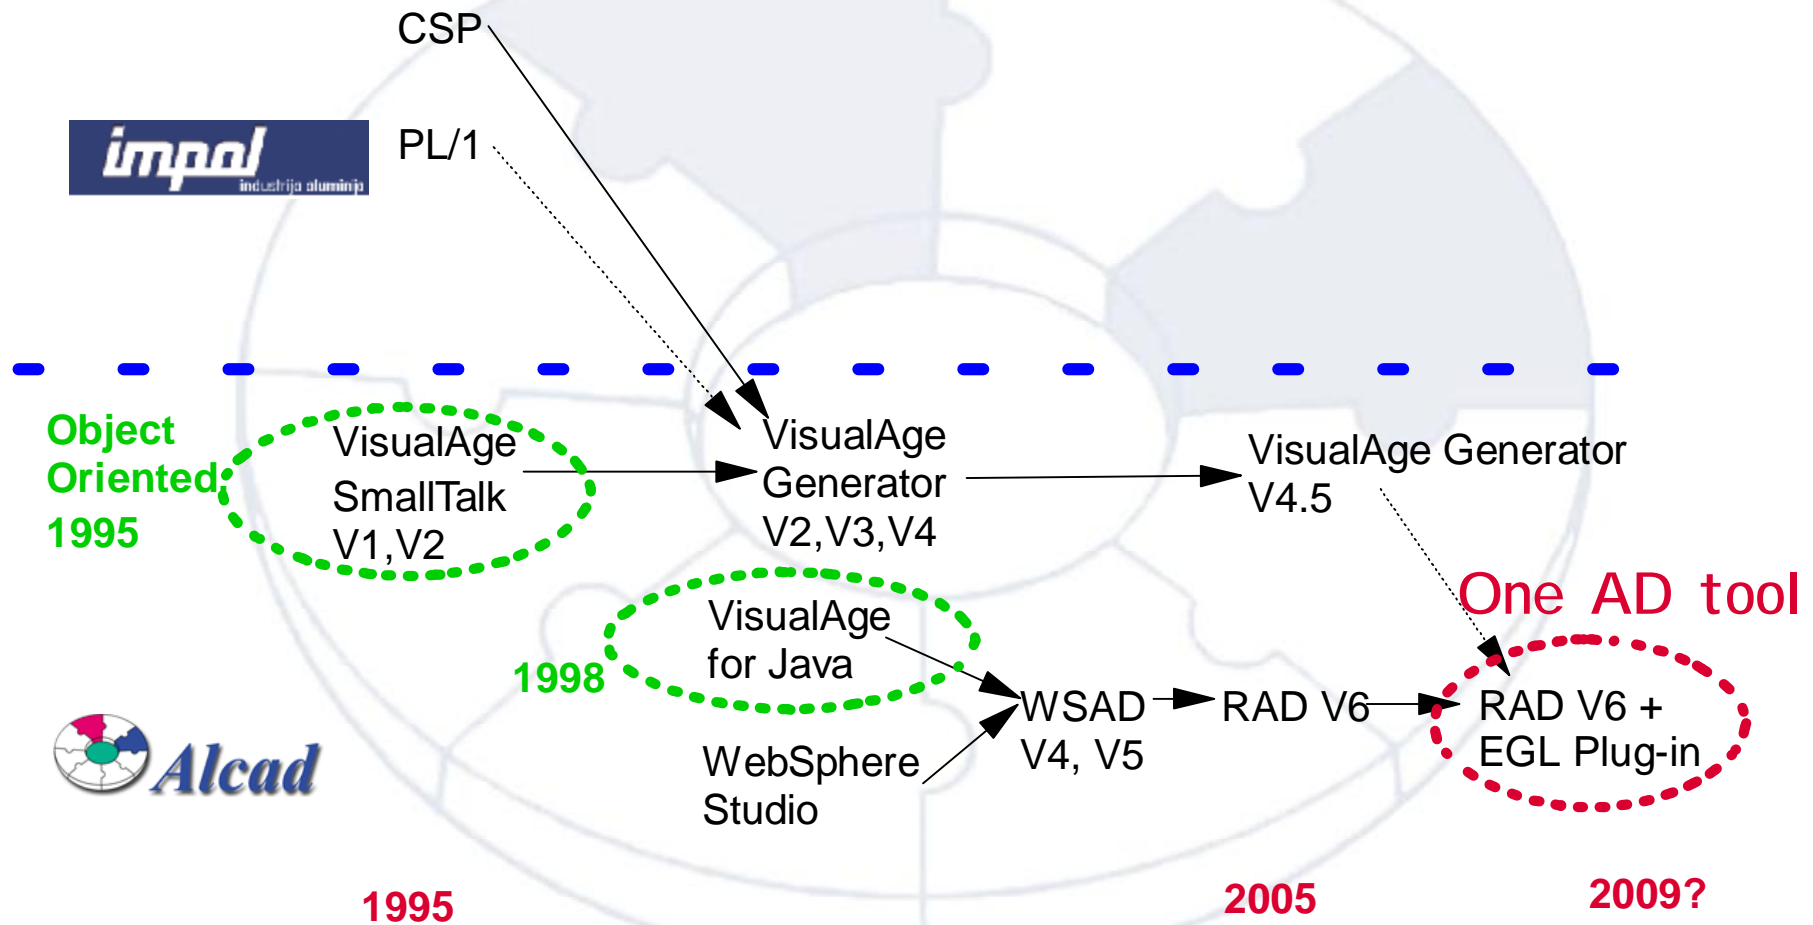 CSP
impol
industrija aluminija
PL/1
Object
Oriented
1995
VisualAge
SmallTalk
V1,V2
VisualAge
Generator
V2,V3,V4
VisualAge Generator
V4.5
One AD tool
1998
VisualAge
for Java
WebSphere
Studio
WSAD
V4, V5
RAD V6
RAD V6 +
EGL Plug-in
Alcad
1995
2005
2009?